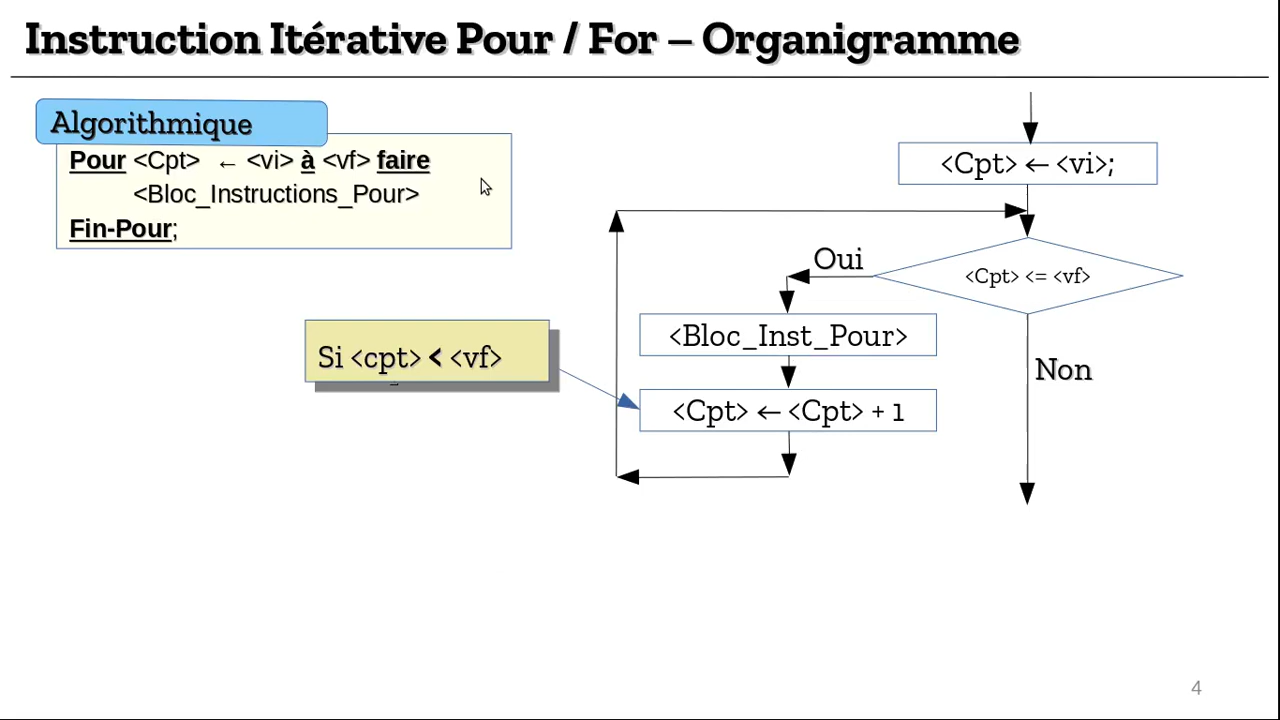 Instruction Itérative Pour / For – Organigramme
Algorithmique
Pour <Cpt> ← <vi> à <vf> faire
<Bloc_Instructions_Pour>
Fin-Pour;
<Cpt> ← <vi>;
<Cpt> <= <vf>
Oui
<Bloc_Inst_Pour>
Si <cpt> < <vf>
Non
<Cpt> ← <Cpt> + 1
4